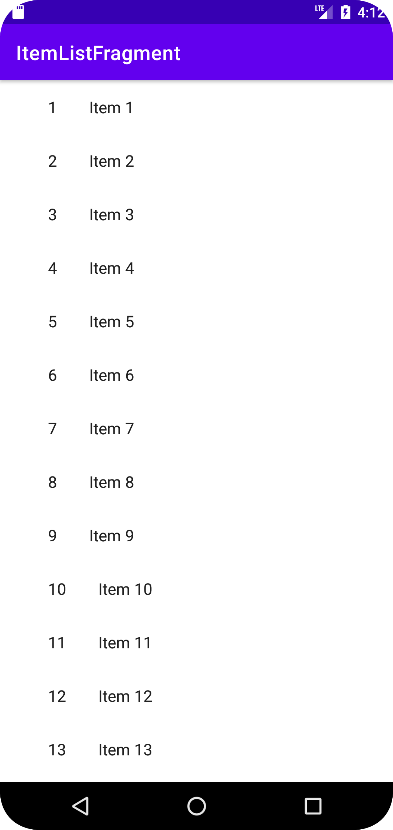 LTE 4:12
ItemListFragment
1 Item 1
2 Item 2
3 Item 3
4 Item 4
5 Item 5
6 Item 6
7 Item 7
8 Item 8
9 Item 9
10 Item 10
11 Item 11
12 Item 12
13 Item 13